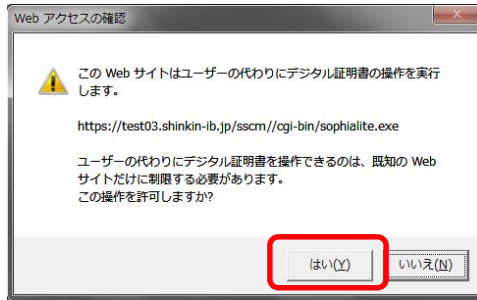 Web アクセスの確認
この Web サイトはユーザーの代わりにデジタル証明書の操作を実行
します。
https://test03.shinkin-ib.jp/sscm//cgi-bin/sophialite.exe
ユーザーの代わりにデジタル証明書を操作できるのは、既知の Web
サイトだけに制限する必要があります。
この操作を許可しますか?
はい(Y)
いいえ(N)